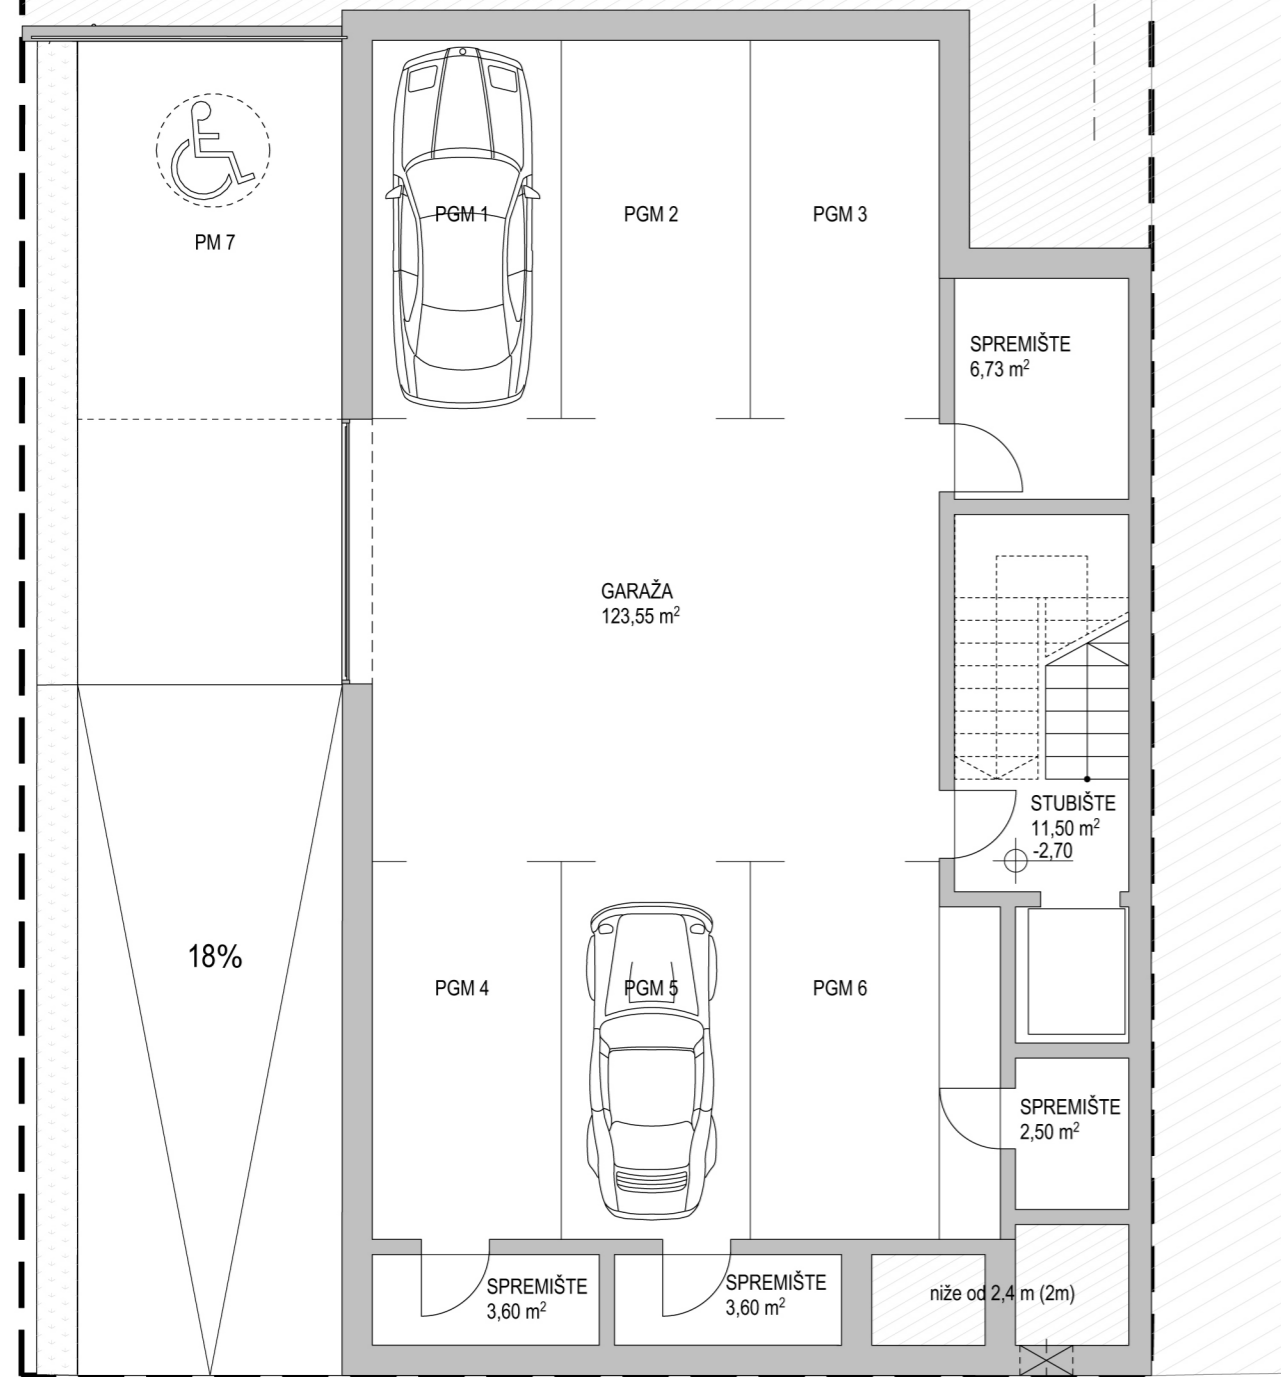 PGM 1
PGM 2
PGM 3
PM 7
SPREMIŠTE
6,73 m²
GARAŽA
123,55 m²
STUBIŠTE
11,50 m²
-2,70
18%
PGM 4
PGM 5
PGM 6
SPREMIŠTE
2,50 m²
SPREMIŠTE
3,60 m²
SPREMIŠTE
3,60 m²
niže od 2,4 m (2m)